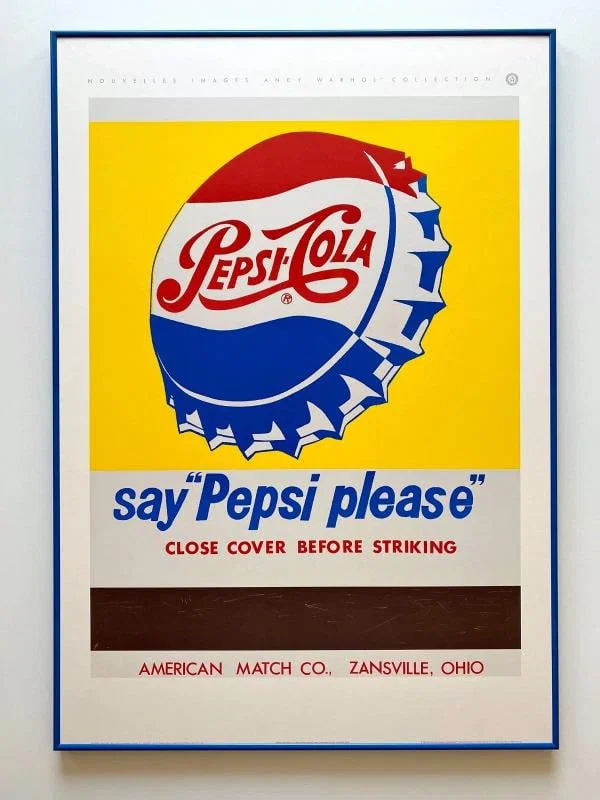 NOUVELLES IMAGES ANDY WARHOL COLLECTION
PEPSI-COLA
®
say "Pepsi please"
CLOSE COVER BEFORE STRIKING
AMERICAN MATCH CO., ZANSVILLE, OHIO